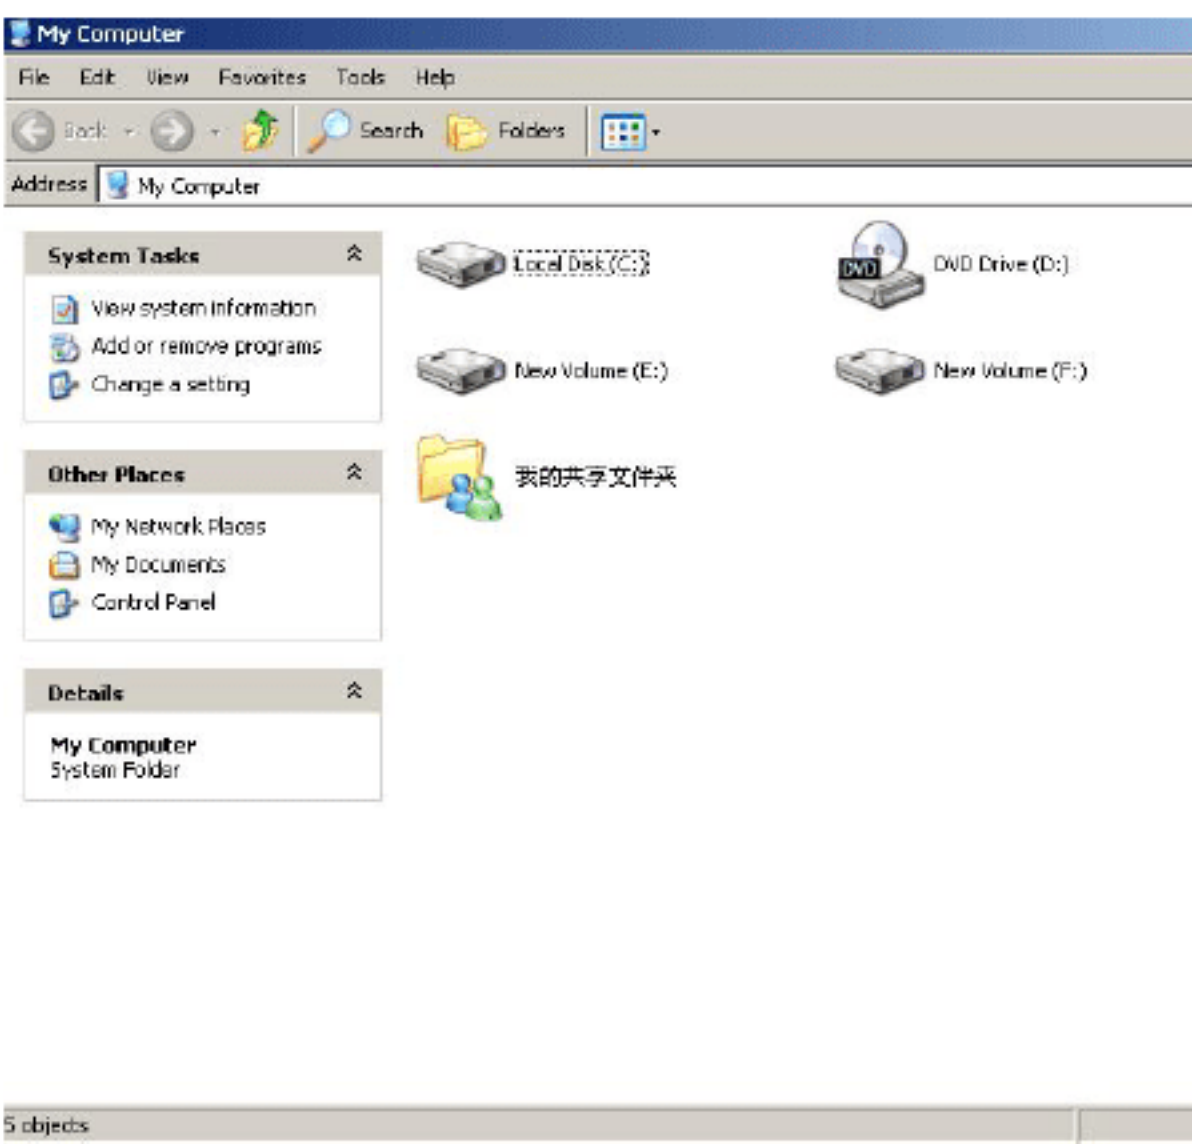 My Computer
File Edit View Favorites Tools Help
Back Search Folders
Address My Computer
System Tasks
View system information
Add or remove programs
Change a setting
Other Places
My Network Places
My Documents
Control Panel
Details
My Computer
System Folder
Local Disk (C:)
DVD DVD Drive (D:)
New Volume (E:)
New Volume (F:)
我的共享文件夹
5 objects